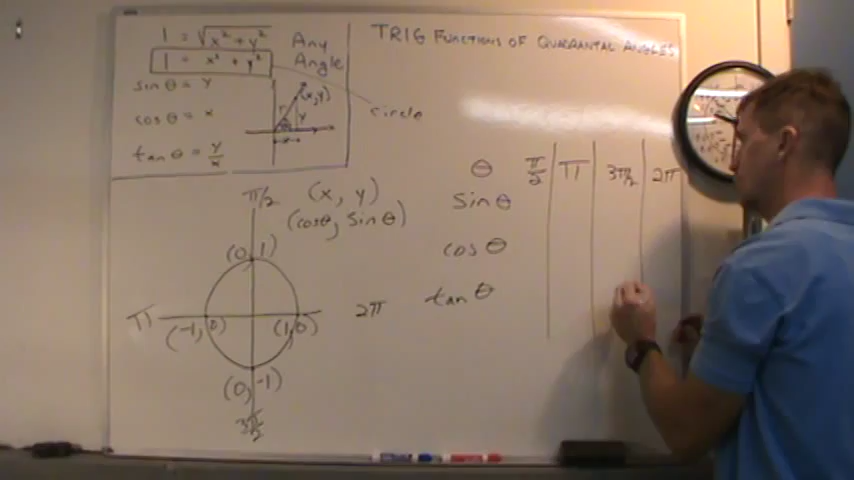 1 = √x² + y²
1 = x² + y²
Any
Angle
sin θ = y
cos θ = x
tan θ = y/x
(x, y)
r
y
θ
x
circle
TRIG FUNCTIONS OF QUADRANTAL ANGLES
π/2
(x, y)
(cosθ, sin θ)
(0, 1)
π
(-1, 0)
(1, 0)
2π
(0, -1)
3π/2
θ π/2 π 3π/2 2π
sin θ
cos θ
tan θ